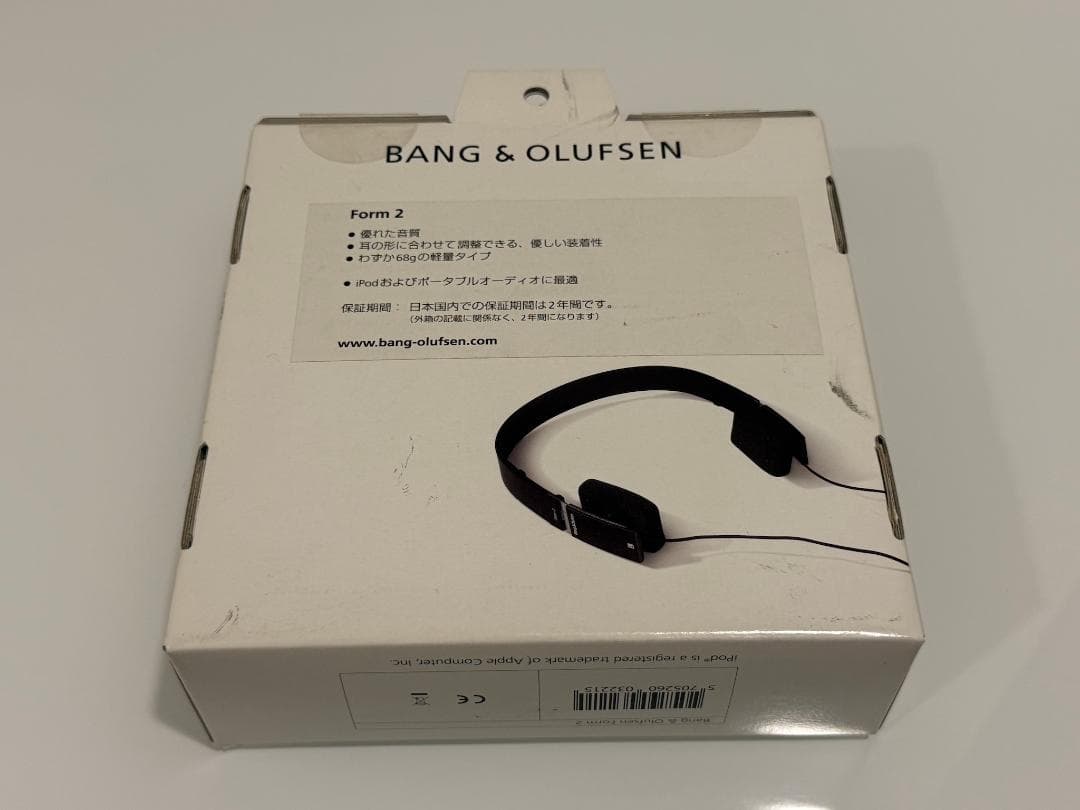 BANG & OLUFSEN
Form 2
● 優れた音質
● 耳の形に合わせて調整できる、優しい装着性
● わずか68gの軽量タイプ
● iPodおよびポータブルオーディオに最適
保証期間： 日本国内での保証期間は2年間です。
（外箱の記載に関係なく、2年間になります）
www.bang-olufsen.com
iPod® is a registered trademark of Apple Computer, Inc.
5 705260 032215
CE
Bang & Olufsen Form 2